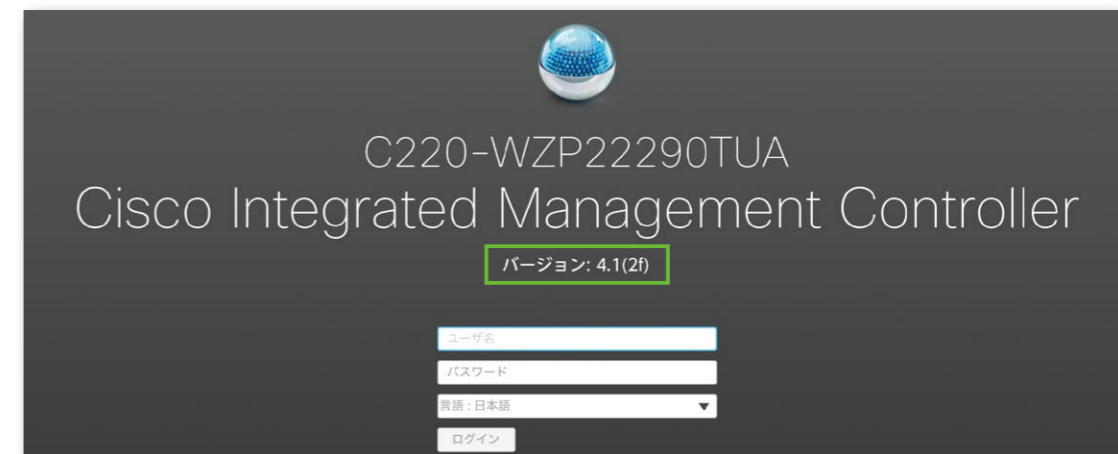 C220-WZP22290TUA
Cisco Integrated Management Controller
バージョン: 4.1(2f)
ユーザ名
パスワード
言語 : 日本語
ログイン